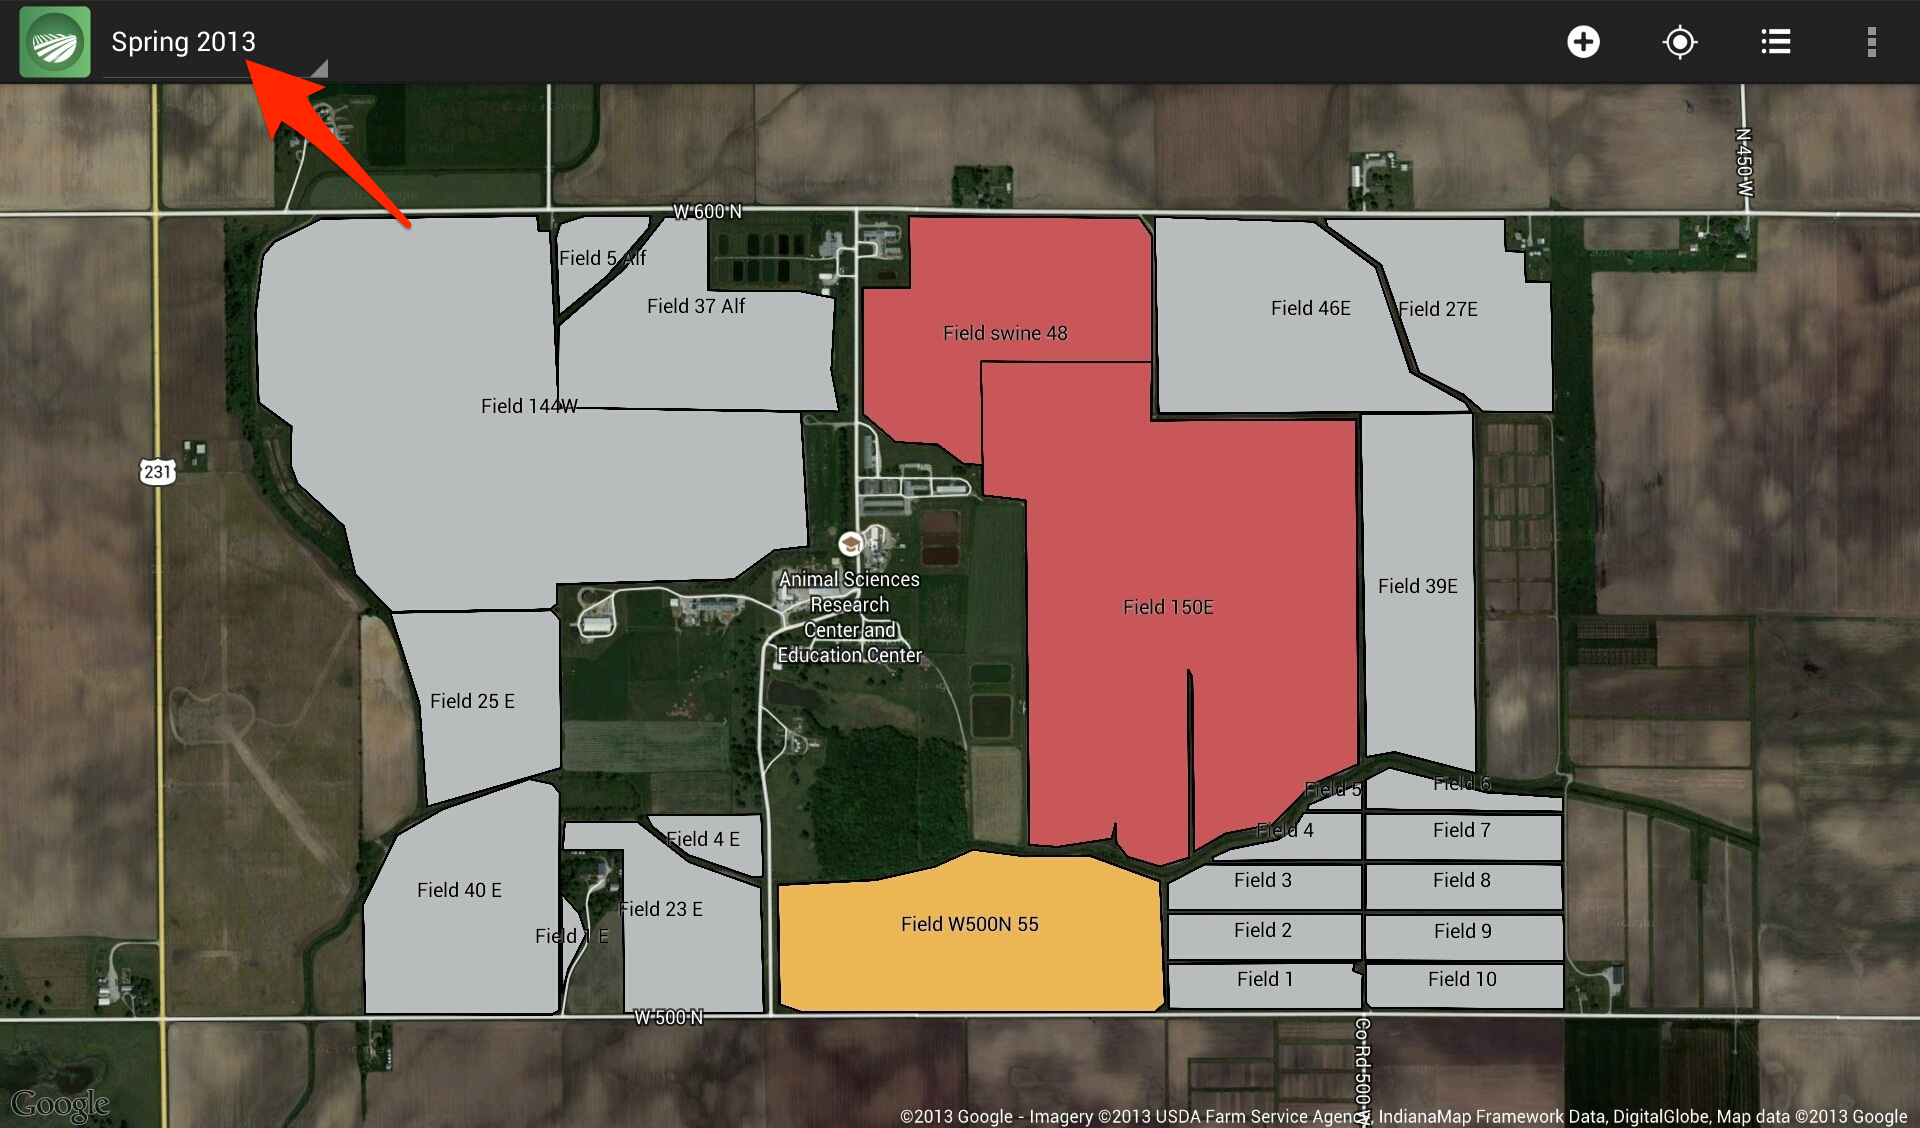 Spring 2013
N 450 W
W 600 N
Field 5 Alf
Field 37 Alf
Field swine 48
Field 46E
Field 27E
Field 144W
231
Animal Sciences
Research
Center and
Education Center
Field 150E
Field 39E
Field 25 E
Field 5
Field 6
Field 4 E
Field 4
Field 7
Field 40 E
Field 3
Field 8
Field 23 E
Field W500N 55
Field 1 E
Field 2
Field 9
Field 1
Field 10
W 500 N
Co Rd 500 W
Google
©2013 Google - Imagery ©2013 USDA Farm Service Agency, IndianaMap Framework Data, DigitalGlobe, Map data ©2013 Google